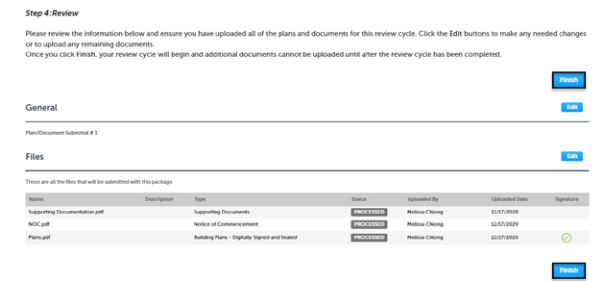 Step 4:Review
Please review the information below and ensure you have uploaded all of the plans and documents for this review cycle. Click the Edit buttons to make any needed changes
or to upload any remaining documents.
Once you click Finish, your review cycle will begin and additional documents cannot be uploaded until after the review cycle has been completed.
Finish
General
Edit
Plan/Document Submittal # 1
Files
Edit
These are all the files that will be submitted with this package.
Name Description Type Status Uploaded By Uploaded Date Signature
Supporting Documentation.pdf Supporting Documents PROCESSED Melissa Chiong 12/17/2020
NOC.pdf Notice of Commencement PROCESSED Melissa Chiong 12/17/2020
Plans.pdf Building Plans - Digitally Signed and Sealed PROCESSED Melissa Chiong 12/17/2020
Finish